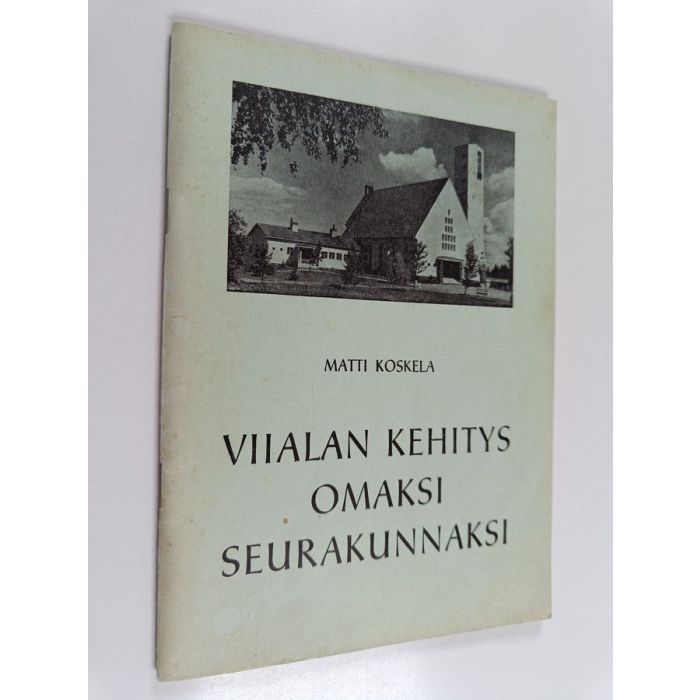 MATTI KOSKELA
VIIALAN KEHITYS
OMAKSI
SEURAKUNNAKSI